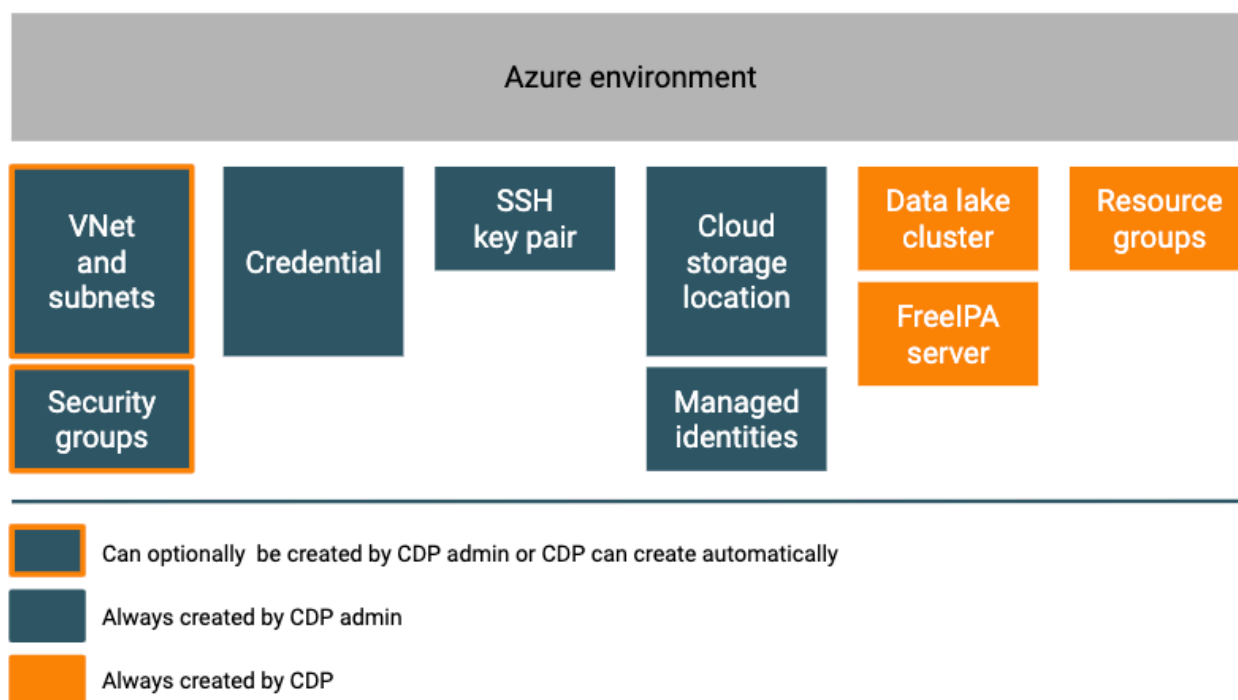 Azure environment
VNet
and
subnets
Credential
SSH
key pair
Cloud
storage
location
Data lake
cluster
Resource
groups
FreeIPA
server
Security
groups
Managed
identities
Can optionally be created by CDP admin or CDP can create automatically
Always created by CDP admin
Always created by CDP